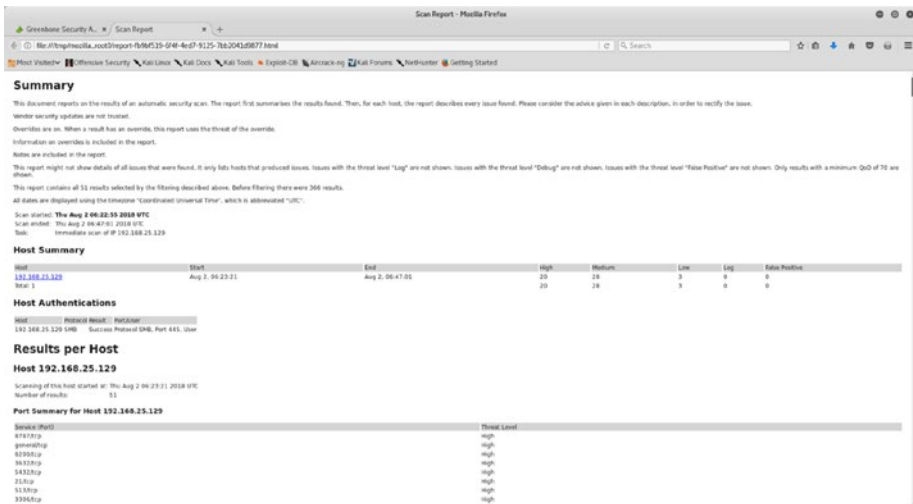 Scan Report - Mozilla Firefox
Greenbone Security A... Scan Report
file:///tmp/mozilla_root0/report-fb9bf519-6f4f-4ed7-9125-7bb2041d9877.html Search
Most Visited Offensive Security Kali Linux Kali Docs Kali Tools Exploit-DB Aircrack-ng Kali Forums NetHunter Getting Started
Summary
This document reports on the results of an automatic security scan. The report first summarises the results found. Then, for each host, the report describes every issue found. Please consider the advice given in each description, in order to rectify the issue.
Vendor security updates are not trusted.
Overrides are on. When a result has an override, this report uses the threat of the override.
Information on overrides is included in the report.
Notes are included in the report.
This report might not show details of all issues that were found. It only lists hosts that produced issues. Issues with the threat level "Log" are not shown. Issues with the threat level "Debug" are not shown. Issues with the threat level "False Positive" are not shown. Only results with a minimum QoD of 70 are shown.
This report contains all 51 results selected by the filtering described above. Before filtering there were 366 results.
All dates are displayed using the timezone "Coordinated Universal Time", which is abbreviated "UTC".
Scan started: Thu Aug 2 06:22:55 2018 UTC
Scan ended: Thu Aug 2 06:47:01 2018 UTC
Task: Immediate scan of IP 192.168.25.129
Host Summary
Host Start End High Medium Low Log False Positive
192.168.25.129 Aug 2, 06:23:21 Aug 2, 06:47:01 20 28 3 0 0
Total: 1 20 28 3 0 0
Host Authentications
Host Protocol Result Port/User
192.168.25.129 SMB Success Protocol SMB, Port 445, User
Results per Host
Host 192.168.25.129
Scanning of this host started at: Thu Aug 2 06:23:21 2018 UTC
Number of results: 51
Port Summary for Host 192.168.25.129
Service (Port) Threat Level
8787/tcp High
general/tcp High
6200/tcp High
3632/tcp High
5432/tcp High
21/tcp High
513/tcp High
3306/tcp High